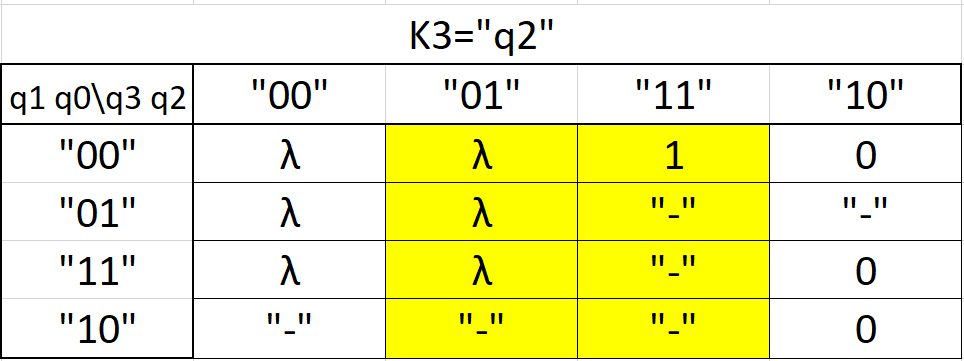 K3="q2"
q1 q0\q3 q2 "00" "01" "11" "10"
"00" λ λ 1 0
"01" λ λ "-" "-"
"11" λ λ "-" 0
"10" "-" "-" "-" 0